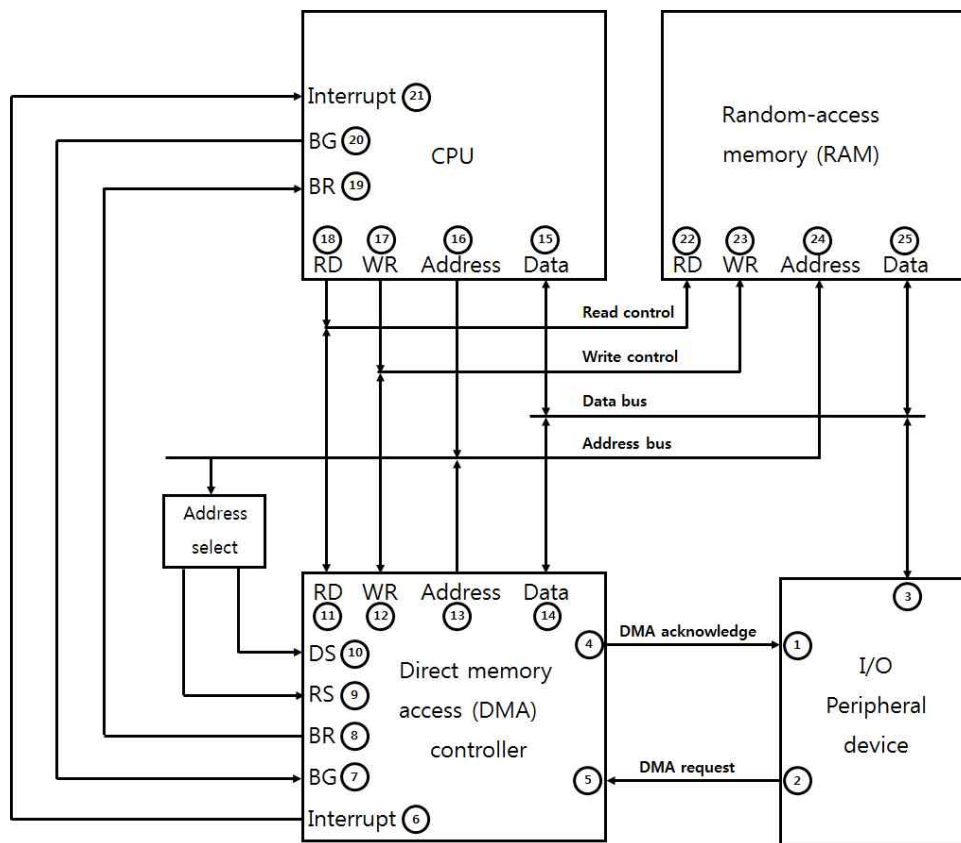 Interrupt 21
BG 20
BR 19
CPU
18 17 16 15
RD WR Address Data
Random-access
memory (RAM)
22 23 24 25
RD WR Address Data
Read control
Write control
Data bus
Address bus
Address
select
RD WR Address Data
11 12 13 14
DS 10
RS 9
BR 8
BG 7
Interrupt 6
Direct memory
access (DMA)
controller
4
5
DMA acknowledge
DMA request
3
1
2
I/O
Peripheral
device